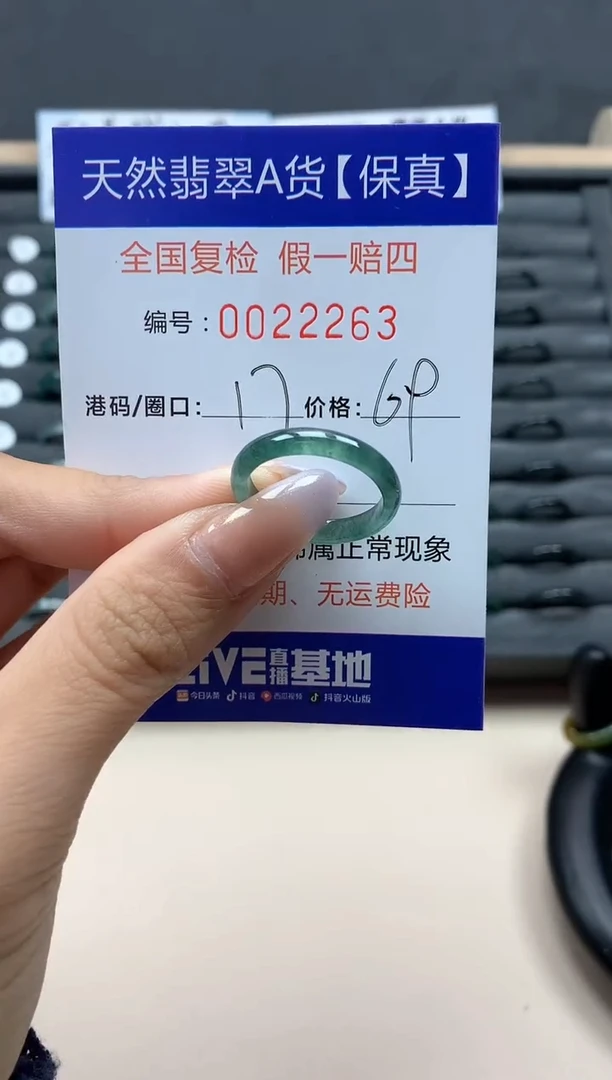 天然翡翠A货【保真】
全国复检 假一赔四
编号:0022263
港码/圈口: 17 价格:
属正常现象
期、无运费险
LIVE直播基地
今日头条 抖音 西瓜视频 抖音火山版